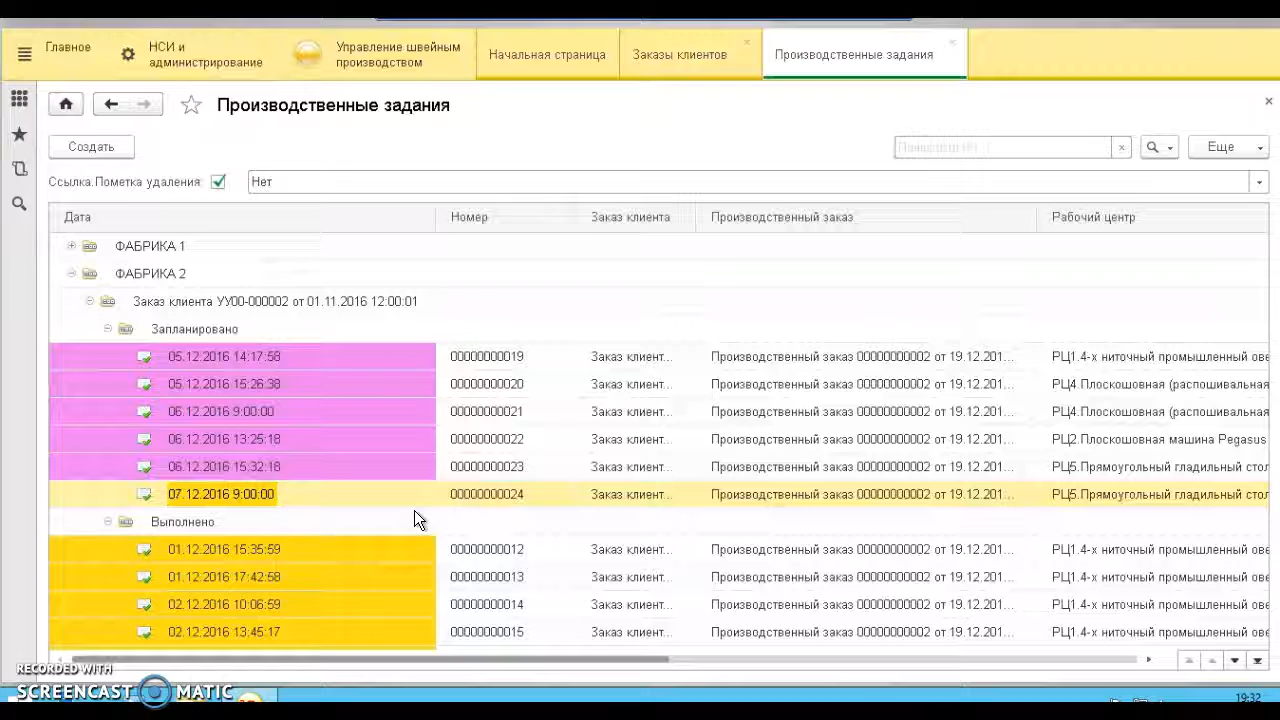 Главное
НСИ и
администрирование
Управление швейным
производством
Начальная страница
Заказы клиентов
Производственные задания
Производственные задания
Создать
Еще
Ссылка.Пометка удаления:
Нет
Дата Номер Заказ клиента Производственный заказ Рабочий центр
ФАБРИКА 1
ФАБРИКА 2
Заказ клиента УУ00-000002 от 01.11.2016 12:00:01
Запланировано
05.12.2016 14:17:58 00000000019 Заказ клиент... Производственный заказ 00000000002 от 19.12.201... РЦ1.4-х ниточный промышленный ове
05.12.2016 15:26:38 00000000020 Заказ клиент... Производственный заказ 00000000002 от 19.12.201... РЦ4.Плоскошовная (распошивальная
06.12.2016 9:00:00 00000000021 Заказ клиент... Производственный заказ 00000000002 от 19.12.201... РЦ4.Плоскошовная (распошивальная
06.12.2016 13:25:18 00000000022 Заказ клиент... Производственный заказ 00000000002 от 19.12.201... РЦ2.Плоскошовная машина Pegasus
06.12.2016 15:32:18 00000000023 Заказ клиент... Производственный заказ 00000000002 от 19.12.201... РЦ5.Прямоугольный гладильный стол
07.12.2016 9:00:00 00000000024 Заказ клиент... Производственный заказ 00000000002 от 19.12.201... РЦ5.Прямоугольный гладильный стол
Выполнено
01.12.2016 15:35:59 00000000012 Заказ клиент... Производственный заказ 00000000002 от 19.12.201... РЦ1.4-х ниточный промышленный ове
01.12.2016 17:42:58 00000000013 Заказ клиент... Производственный заказ 00000000002 от 19.12.201... РЦ1.4-х ниточный промышленный ове
02.12.2016 10:06:59 00000000014 Заказ клиент... Производственный заказ 00000000002 от 19.12.201... РЦ1.4-х ниточный промышленный ове
02.12.2016 13:45:17 00000000015 Заказ клиент... Производственный заказ 00000000002 от 19.12.201... РЦ1.4-х ниточный промышленный ове
RECORDED WITH
SCREENCAST MATIC
19:32